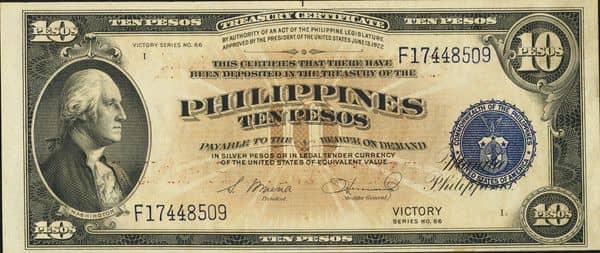 TREASURY CERTIFICATE
TEN PESOS
TEN PESOS
10
10 PESOS
BY AUTHORITY OF AN ACT OF THE PHILIPPINE LEGISLATURE
APPROVED BY THE PRESIDENT OF THE UNITED STATES JUNE 13, 1922
VICTORY SERIES NO. 66
1
F17448509
THIS CERTIFIES THAT THERE HAVE
BEEN DEPOSITED IN THE TREASURY OF THE
PHILIPPINES
TEN PESOS
PAYABLE TO THE BEARER ON DEMAND
IN SILVER PESOS OR IN LEGAL TENDER CURRENCY
OF THE UNITED STATES OF EQUIVALENT VALUE
COMMONWEALTH OF THE PHILIPPINES
UNITED STATES OF AMERICA
President
WASHINGTON
F17448509
VICTORY
SERIES NO. 66
1
10
10 PESOS
TEN PESOS